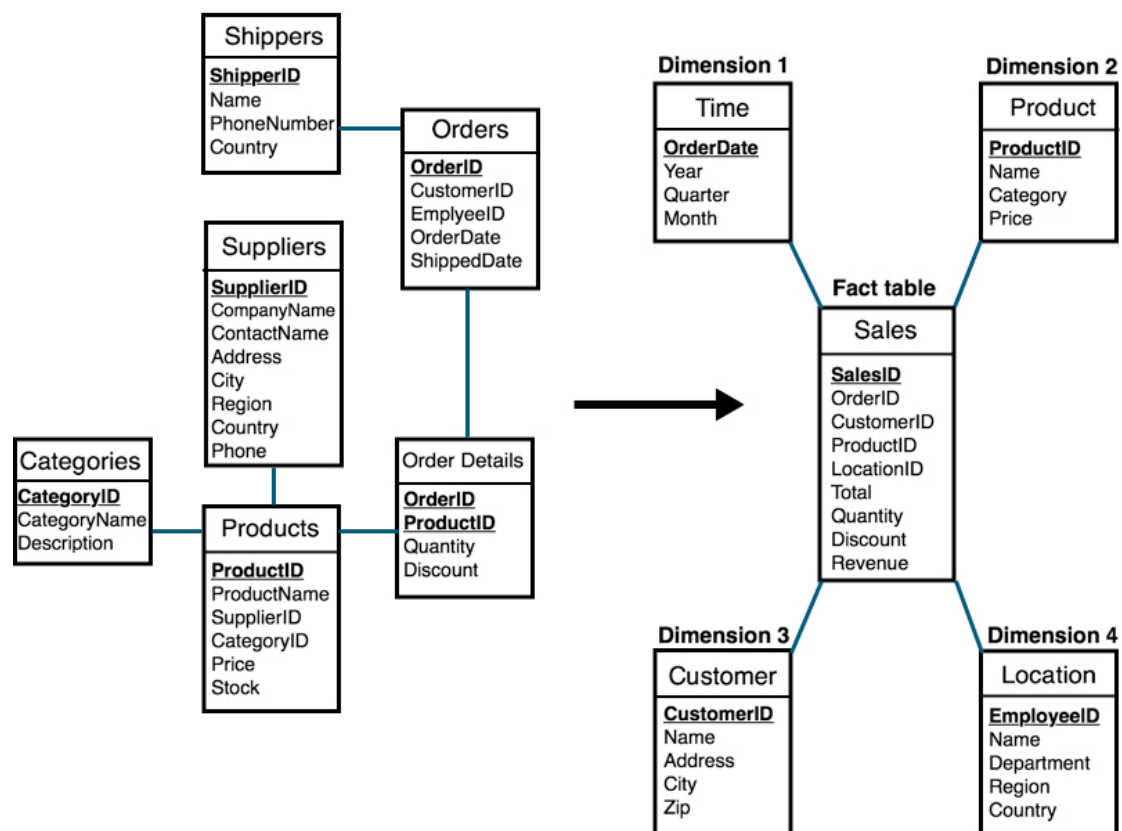 Shippers
ShipperID
Name
PhoneNumber
Country
Orders
OrderID
CustomerID
EmplyeeID
OrderDate
ShippedDate
Suppliers
SupplierID
CompanyName
ContactName
Address
City
Region
Country
Phone
Categories
CategoryID
CategoryName
Description
Products
ProductID
ProductName
SupplierID
CategoryID
Price
Stock
Order Details
OrderID
ProductID
Quantity
Discount
Dimension 1
Time
OrderDate
Year
Quarter
Month
Dimension 2
Product
ProductID
Name
Category
Price
Fact table
Sales
SalesID
OrderID
CustomerID
ProductID
LocationID
Total
Quantity
Discount
Revenue
Dimension 3
Customer
CustomerID
Name
Address
City
Zip
Dimension 4
Location
EmployeeID
Name
Department
Region
Country